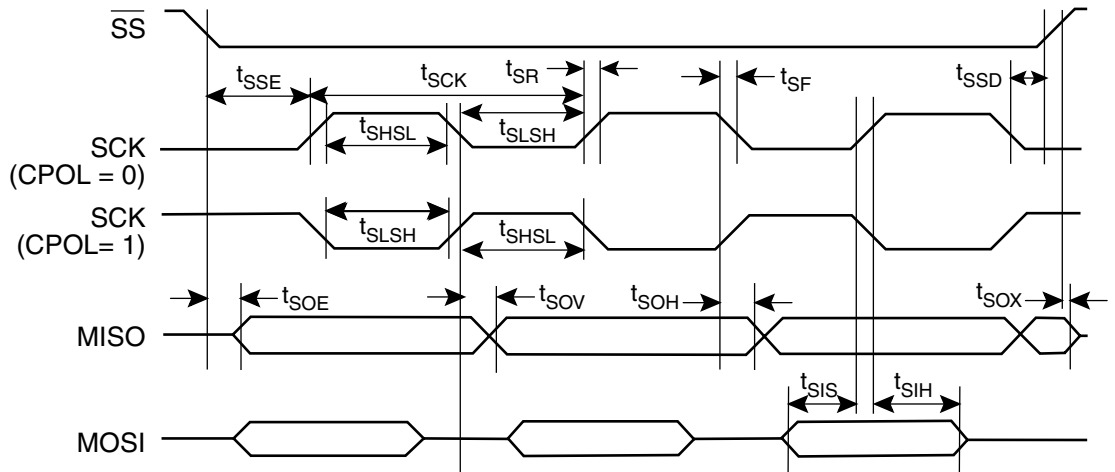 SS
tSSE
tSCK
tSR
tSF
tSSD
tSHSL
tSLSH
SCK
(CPOL = 0)
SCK
(CPOL= 1)
tSLSH
tSHSL
tSOE
tSOV
tSOH
tSOX
MISO
tSIS
tSIH
MOSI